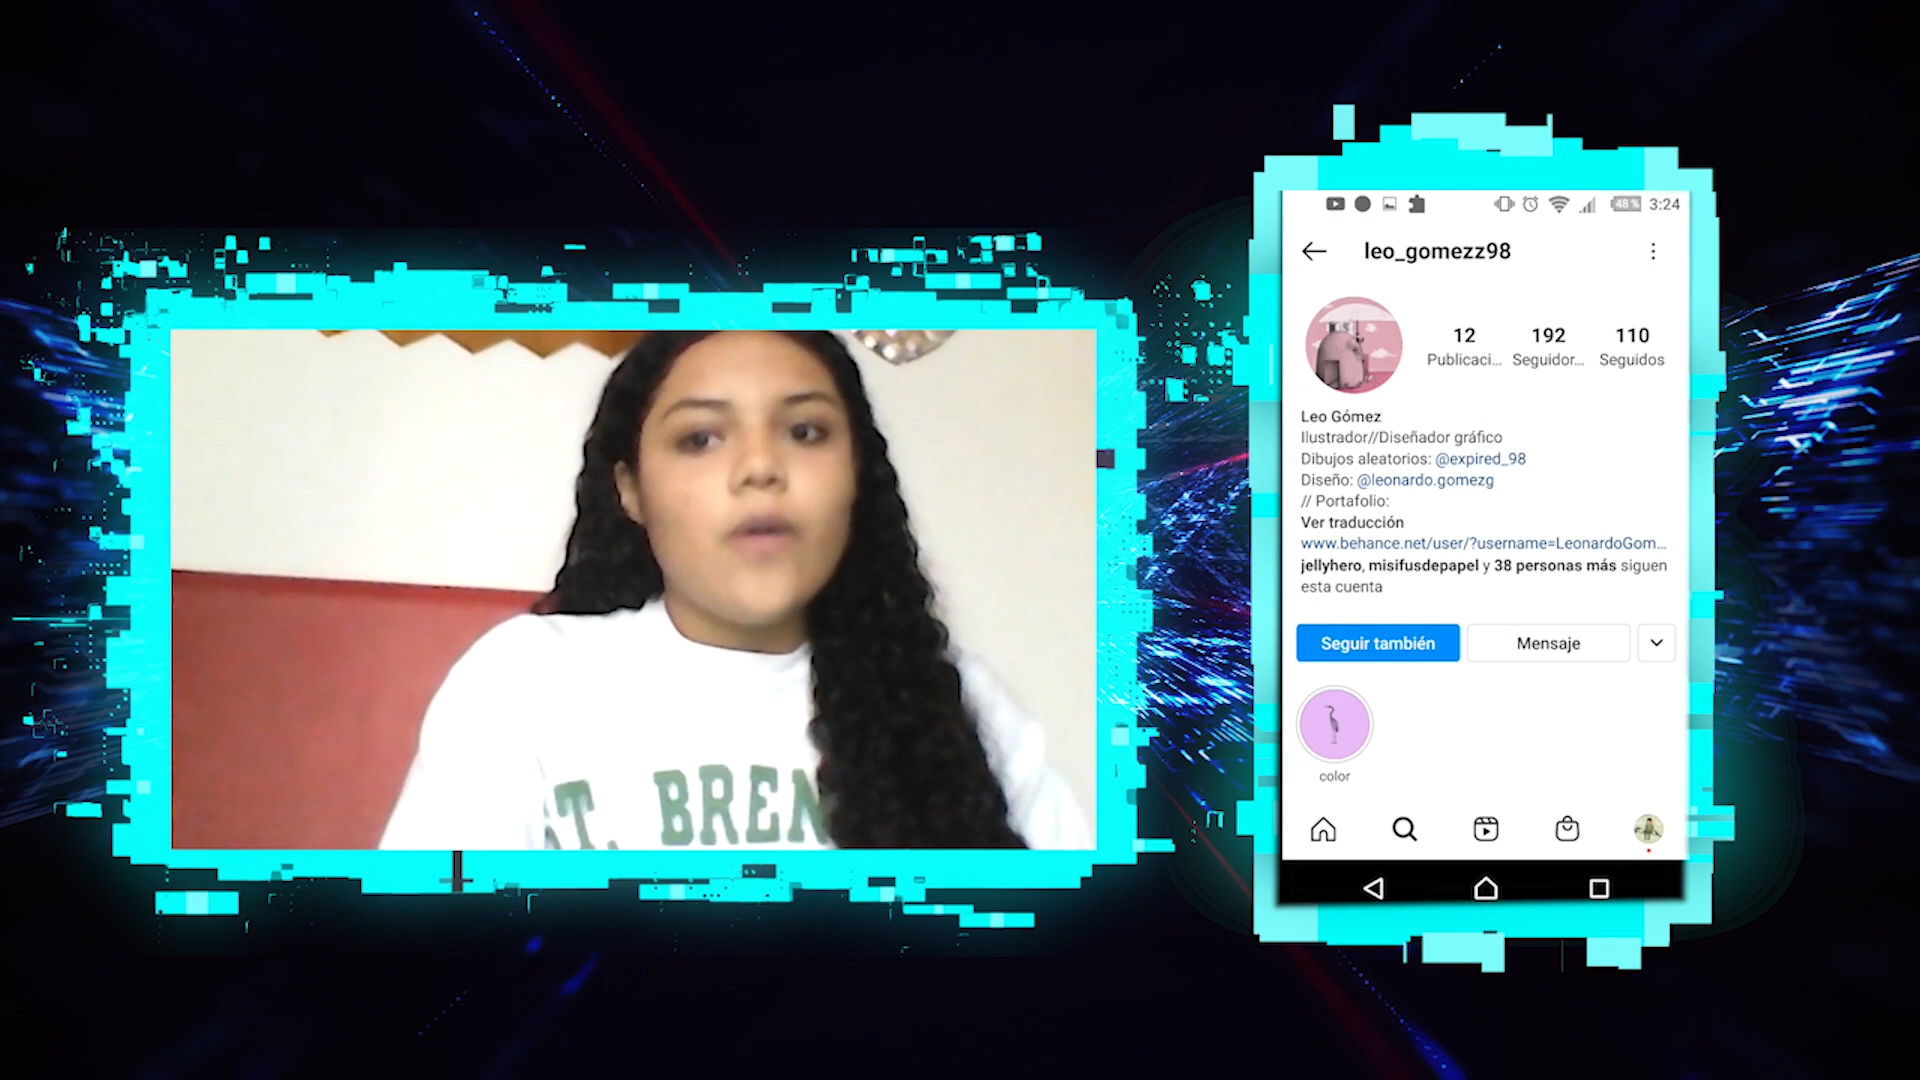 T. BREN
48 % 3:24
leo_gomezz98
12 192 110
Publicaci... Seguidor... Seguidos
Leo Gómez
Ilustrador//Diseñador gráfico
Dibujos aleatorios: @expired_98
Diseño: @leonardo.gomezg
// Portafolio:
Ver traducción
www.behance.net/user/?username=LeonardoGom...
jellyhero, misifusdepapel y 38 personas más siguen
esta cuenta
Seguir también Mensaje
color